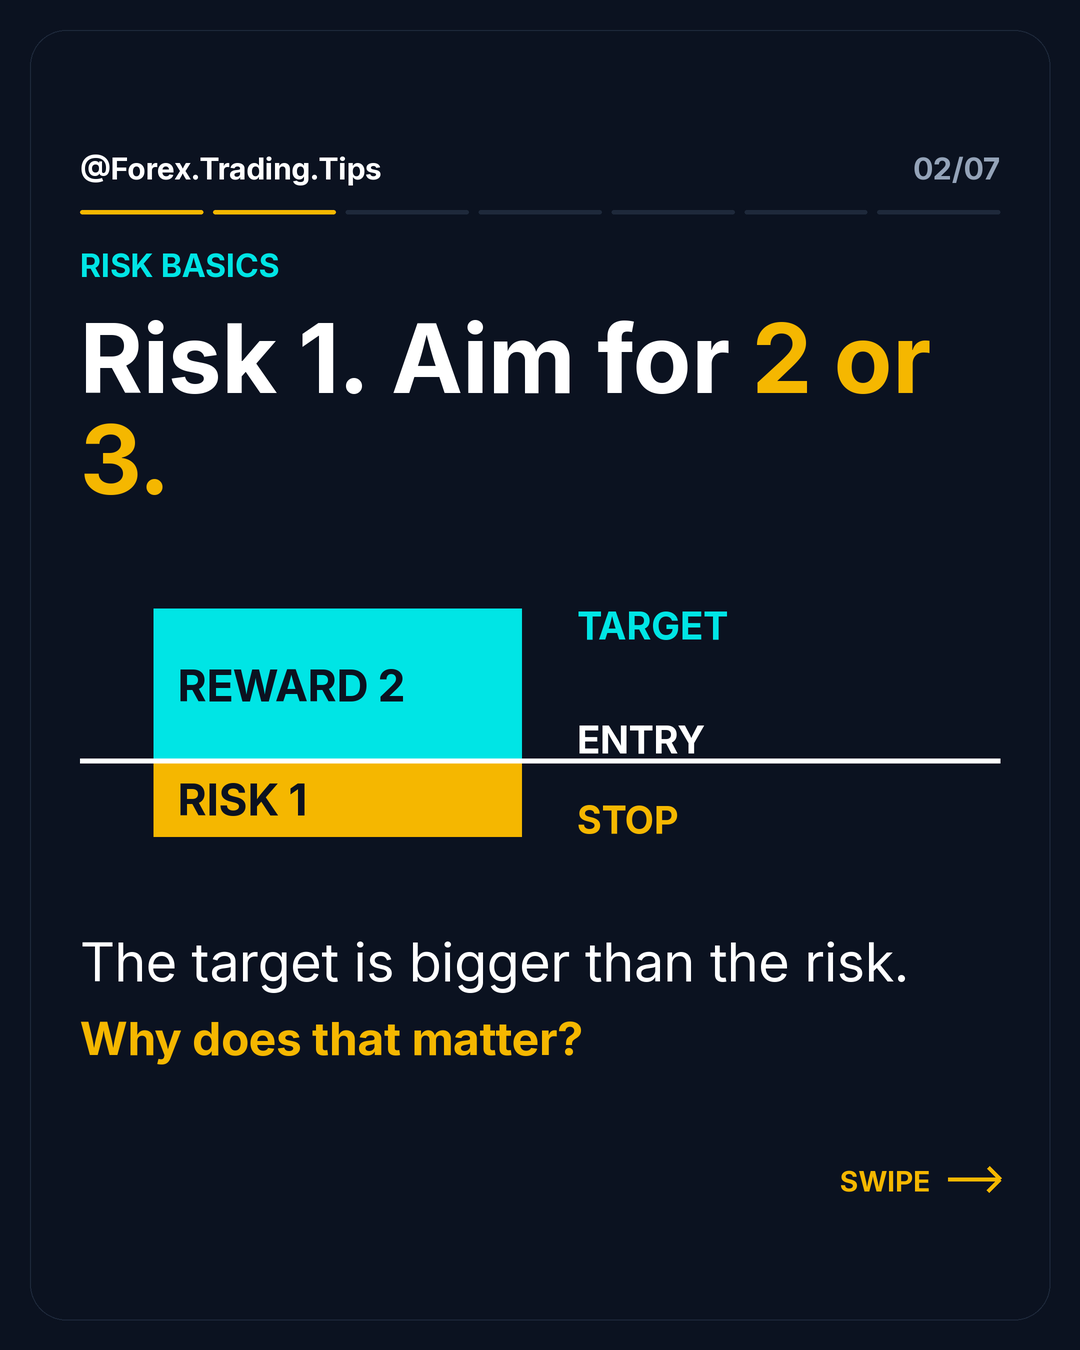 @Forex.Trading.Tips
02/07
RISK BASICS
Risk 1. Aim for 2 or
3.
TARGET
REWARD 2
ENTRY
RISK 1
STOP
The target is bigger than the risk.
Why does that matter?
SWIPE